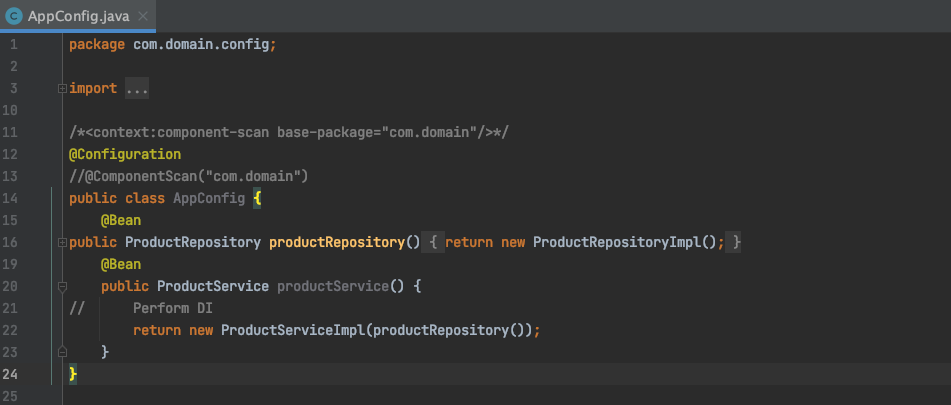 AppConfig.java
1 package com.domain.config;
2
3 import ...
10
11 /*<context:component-scan base-package="com.domain"/>*/
12 @Configuration
13 //@ComponentScan("com.domain")
14 public class AppConfig {
15 @Bean
16 public ProductRepository productRepository() { return new ProductRepositoryImpl(); }
19 @Bean
20 public ProductService productService() {
21 // Perform DI
22 return new ProductServiceImpl(productRepository());
23 }
24 }
25